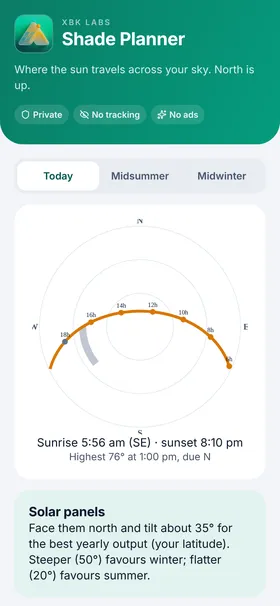 XBK LABS
Shade Planner
Where the sun travels across your sky. North is
up.
Private
No tracking
No ads
Today
Midsummer
Midwinter
N
14h
12h
16h
10h
18h
8h
W
E
6h
S
Sunrise 5:56 am (SE) · sunset 8:10 pm
Highest 76° at 1:00 pm, due N
Solar panels
Face them north and tilt about 35° for
the best yearly output (your latitude).
Steeper (50°) favours winter; flatter
(20°) favours summer.